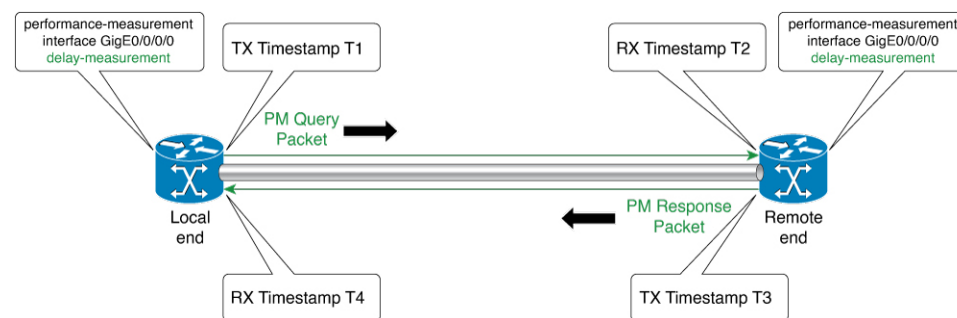 performance-measurement
interface GigE0/0/0/0
delay-measurement
TX Timestamp T1
RX Timestamp T2
performance-measurement
interface GigE0/0/0/0
delay-measurement
PM Query
Packet
Local
end
PM Response
Packet
Remote
end
RX Timestamp T4
TX Timestamp T3